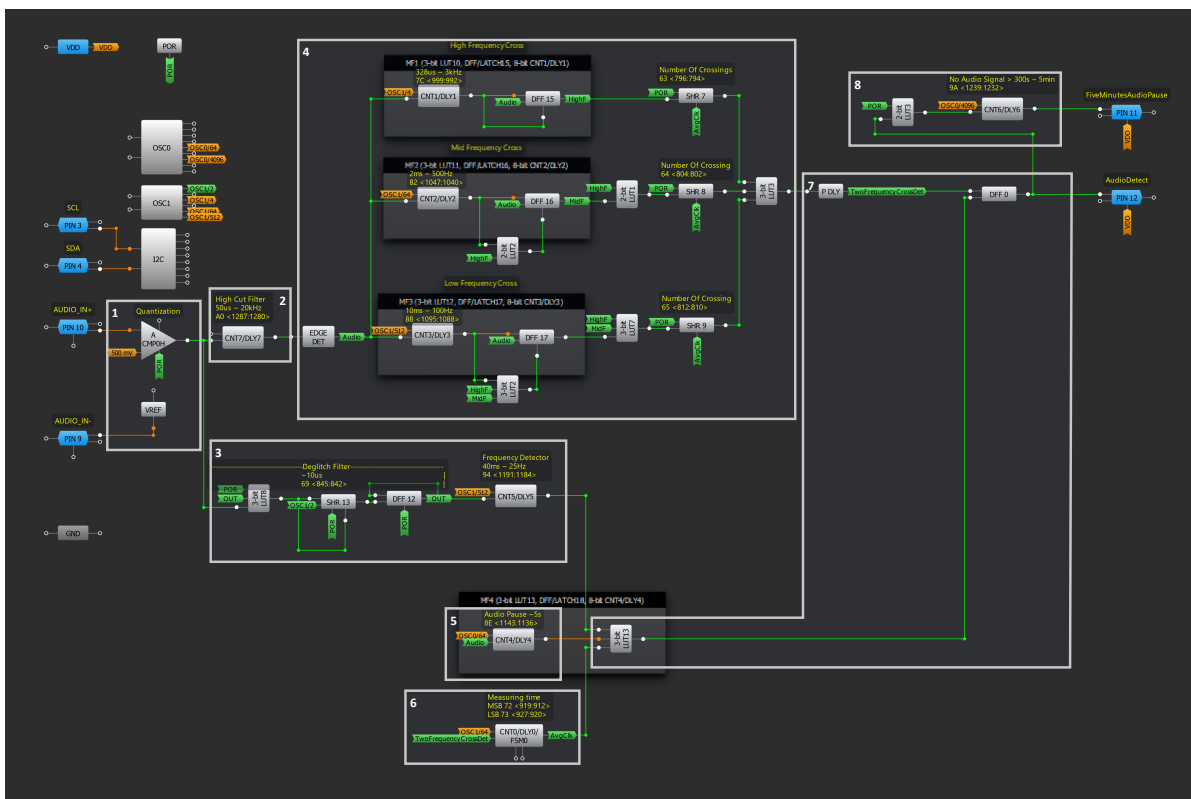 VDD
VDD
POR
POR
OSC0
OSC0/64
OSC0/4096
OSC1
OSC1/2
OSC1/4
OSC1/64
OSC1/512
SCL
PIN 3
SDA
PIN 4
I2C
AUDIO_IN+
PIN 10
AUDIO_IN-
PIN 9
GND
1
Quantization
A
CMP0H
500 mV
POR
VREF
2
High Cut Filter
50us ~ 20kHz
A0 <1287:1280>
CNT7/DLY7
EDGE
DET
Audio
3
Deglitch Filter
~10us
69 <845:842>
POR
OUT
3-bit
LUT8
OSC1/2
SHR 13
POR
DFF 12
POR
OUT
Frequency Detector
40ms ~ 25Hz
94 <1191:1184>
OSC1/512
CNT5/DLY5
4
High Frequency Cross
MF1 (3-bit LUT10, DFF/LATCH15, 8-bit CNT1/DLY1)
328us ~ 3kHz
7C <999:992>
OSC1/4
CNT1/DLY1
Audio
DFF 15
HighF
Number Of Crossings
63 <796:794>
POR
SHR 7
AvgClk
Mid Frequency Cross
MF2 (3-bit LUT11, DFF/LATCH16, 8-bit CNT2/DLY2)
2ms ~ 500Hz
82 <1047:1040>
OSC1/64
CNT2/DLY2
Audio
DFF 16
MidF
HighF
2-bit
LUT2
HighF
2-bit
LUT1
Number Of Crossing
64 <804:802>
POR
SHR 8
AvgClk
3-bit
LUT3
Low Frequency Cross
MF3 (3-bit LUT12, DFF/LATCH17, 8-bit CNT3/DLY3)
10ms ~ 100Hz
88 <1095:1088>
OSC1/512
CNT3/DLY3
Audio
DFF 17
HighF
MidF
3-bit
LUT2
HighF
MidF
3-bit
LUT7
Number Of Crossing
65 <812:810>
POR
SHR 9
AvgClk
MF4 (3-bit LUT13, DFF/LATCH18, 8-bit CNT4/DLY4)
5
Audio Pause ~5s
8E <1143:1136>
OSC0/64
Audio
CNT4/DLY4
3-bit
LUT13
6
Measuring time
MSB 72 <919:912>
LSB 73 <927:920>
OSC1/64
TwoFrequencyCrossDet
CNT0/DLY0/
FSM0
AvgClk
7
P DLY
TwoFrequencyCrossDet
DFF 0
8
No Audio Signal > 300s ~ 5min
9A <1239:1232>
POR
2-bit
LUT3
OSC0/4096
CNT6/DLY6
FiveMinutesAudioPause
PIN 11
VDD
AudioDetect
PIN 12
VDD